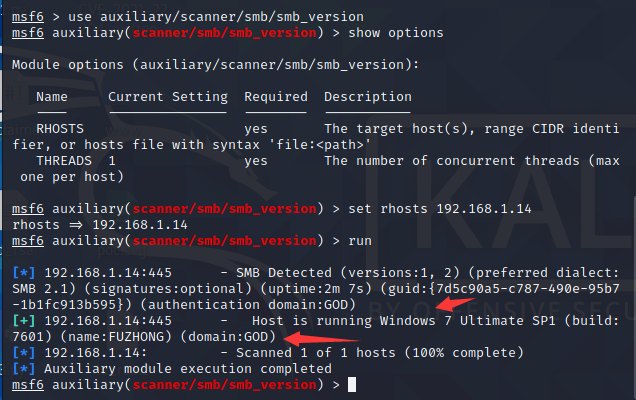 msf6 > use auxiliary/scanner/smb/smb_version
msf6 auxiliary(scanner/smb/smb_version) > show options
Module options (auxiliary/scanner/smb/smb_version):
Name     Current Setting  Required  Description
RHOSTS                    yes       The target host(s), range CIDR identi
fier, or hosts file with syntax 'file:<path>'
THREADS  1                yes       The number of concurrent threads (max
one per host)
msf6 auxiliary(scanner/smb/smb_version) > set rhosts 192.168.1.14
rhosts => 192.168.1.14
msf6 auxiliary(scanner/smb/smb_version) > run
[*] 192.168.1.14:445      - SMB Detected (versions:1, 2) (preferred dialect:
SMB 2.1) (signatures:optional) (uptime:2m 7s) (guid:{7d5c90a5-c787-490e-95b7
-1b1fc913b595}) (authentication domain:GOD)
[+] 192.168.1.14:445      -   Host is running Windows 7 Ultimate SP1 (build:
7601) (name:FUZHONG) (domain:GOD)
[*] 192.168.1.14:         - Scanned 1 of 1 hosts (100% complete)
[*] Auxiliary module execution completed
msf6 auxiliary(scanner/smb/smb_version) >
KAL
BY OFFENSIVE SEC